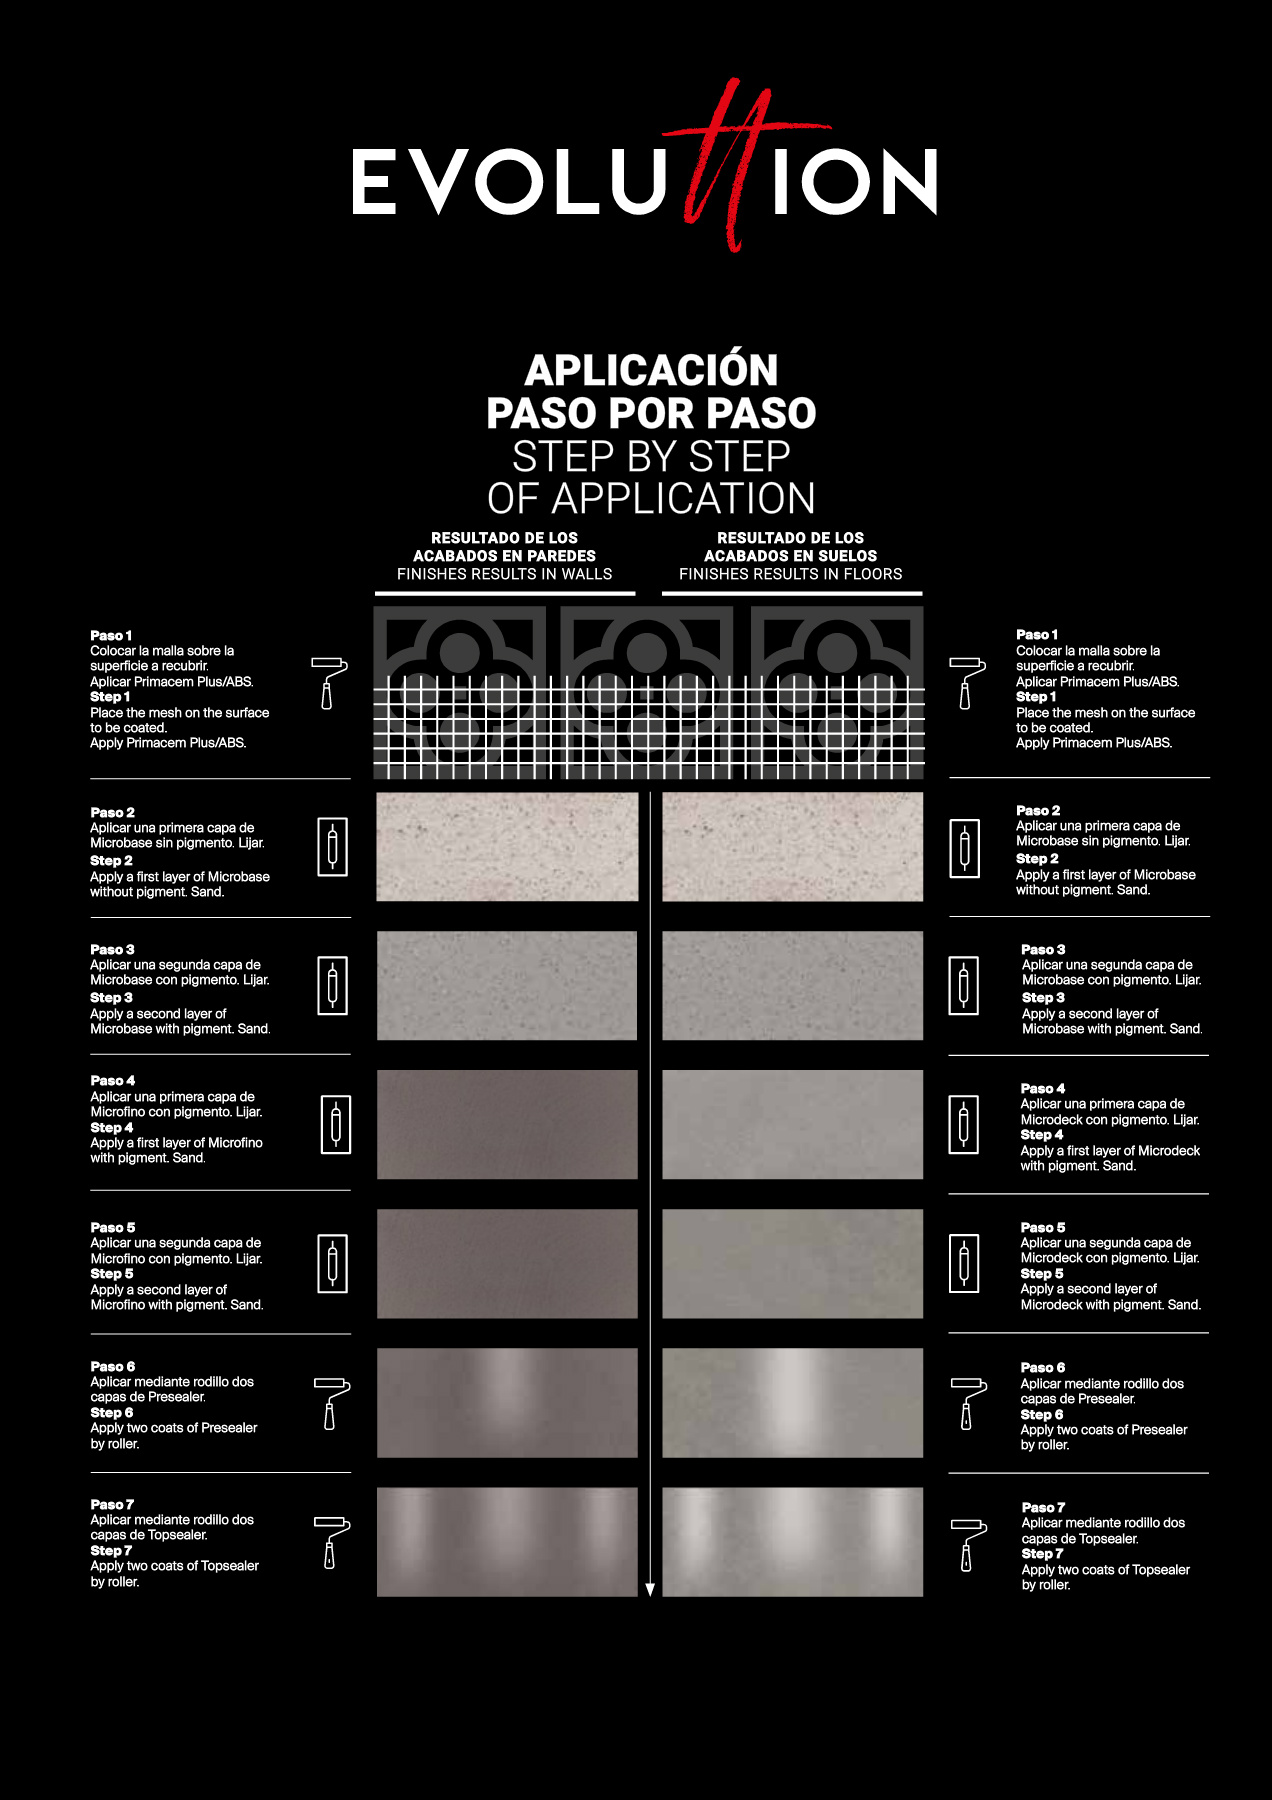 EVOLUTTION
APLICACIÓN
PASO POR PASO
STEP BY STEP
OF APPLICATION
RESULTADO DE LOS
ACABADOS EN PAREDES
FINISHES RESULTS IN WALLS
RESULTADO DE LOS
ACABADOS EN SUELOS
FINISHES RESULTS IN FLOORS
Paso 1
Colocar la malla sobre la
superficie a recubrir.
Aplicar Primacem Plus/ABS.
Step 1
Place the mesh on the surface
to be coated.
Apply Primacem Plus/ABS.
Paso 2
Aplicar una primera capa de
Microbase sin pigmento. Lijar.
Step 2
Apply a first layer of Microbase
without pigment. Sand.
Paso 3
Aplicar una segunda capa de
Microbase con pigmento. Lijar.
Step 3
Apply a second layer of
Microbase with pigment. Sand.
Paso 4
Aplicar una primera capa de
Microfino con pigmento. Lijar.
Step 4
Apply a first layer of Microfino
with pigment. Sand.
Paso 5
Aplicar una segunda capa de
Microfino con pigmento. Lijar.
Step 5
Apply a second layer of
Microfino with pigment. Sand.
Paso 6
Aplicar mediante rodillo dos
capas de Presealer.
Step 6
Apply two coats of Presealer
by roller.
Paso 7
Aplicar mediante rodillo dos
capas de Topsealer.
Step 7
Apply two coats of Topsealer
by roller.
Paso 1
Colocar la malla sobre la
superficie a recubrir.
Aplicar Primacem Plus/ABS.
Step 1
Place the mesh on the surface
to be coated.
Apply Primacem Plus/ABS.
Paso 2
Aplicar una primera capa de
Microbase sin pigmento. Lijar.
Step 2
Apply a first layer of Microbase
without pigment. Sand.
Paso 3
Aplicar una segunda capa de
Microbase con pigmento. Lijar.
Step 3
Apply a second layer of
Microbase with pigment. Sand.
Paso 4
Aplicar una primera capa de
Microdeck con pigmento. Lijar.
Step 4
Apply a first layer of Microdeck
with pigment. Sand.
Paso 5
Aplicar una segunda capa de
Microdeck con pigmento. Lijar.
Step 5
Apply a second layer of
Microdeck with pigment. Sand.
Paso 6
Aplicar mediante rodillo dos
capas de Presealer.
Step 6
Apply two coats of Presealer
by roller.
Paso 7
Aplicar mediante rodillo dos
capas de Topsealer.
Step 7
Apply two coats of Topsealer
by roller.